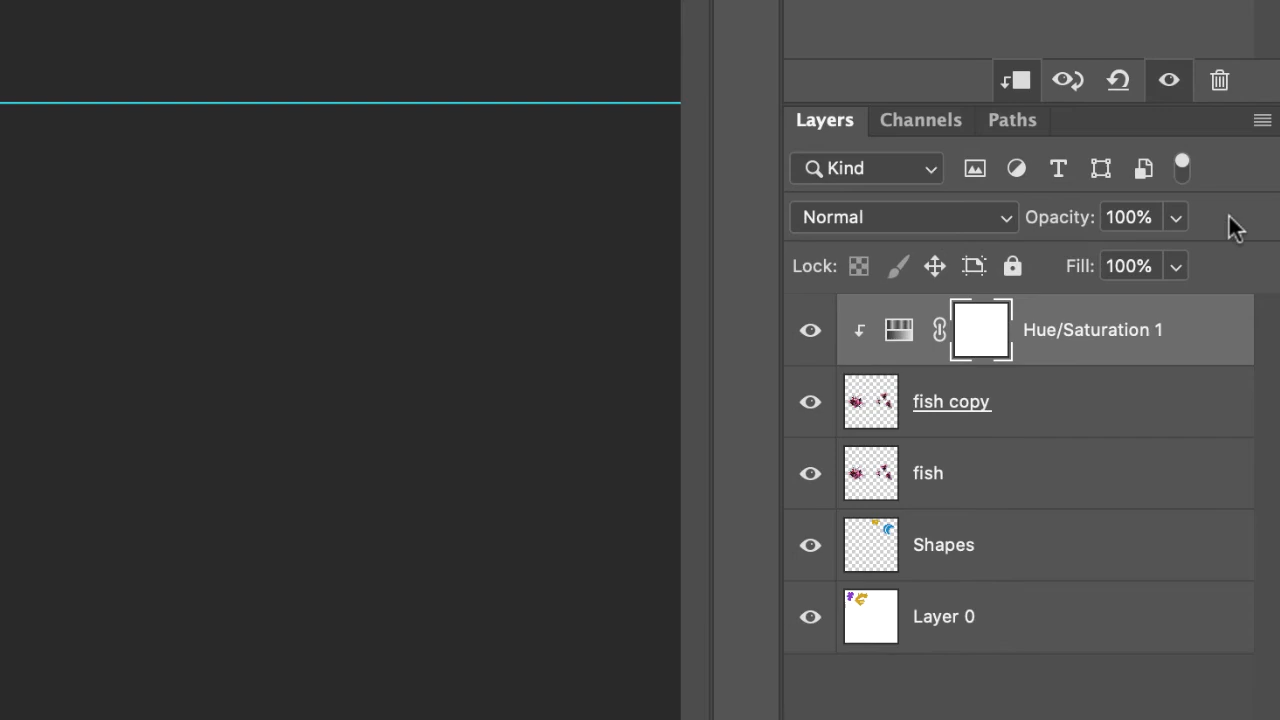 Layers Channels Paths
Kind
Normal Opacity: 100%
Lock: Fill: 100%
Hue/Saturation 1
fish copy
fish
Shapes
Layer 0